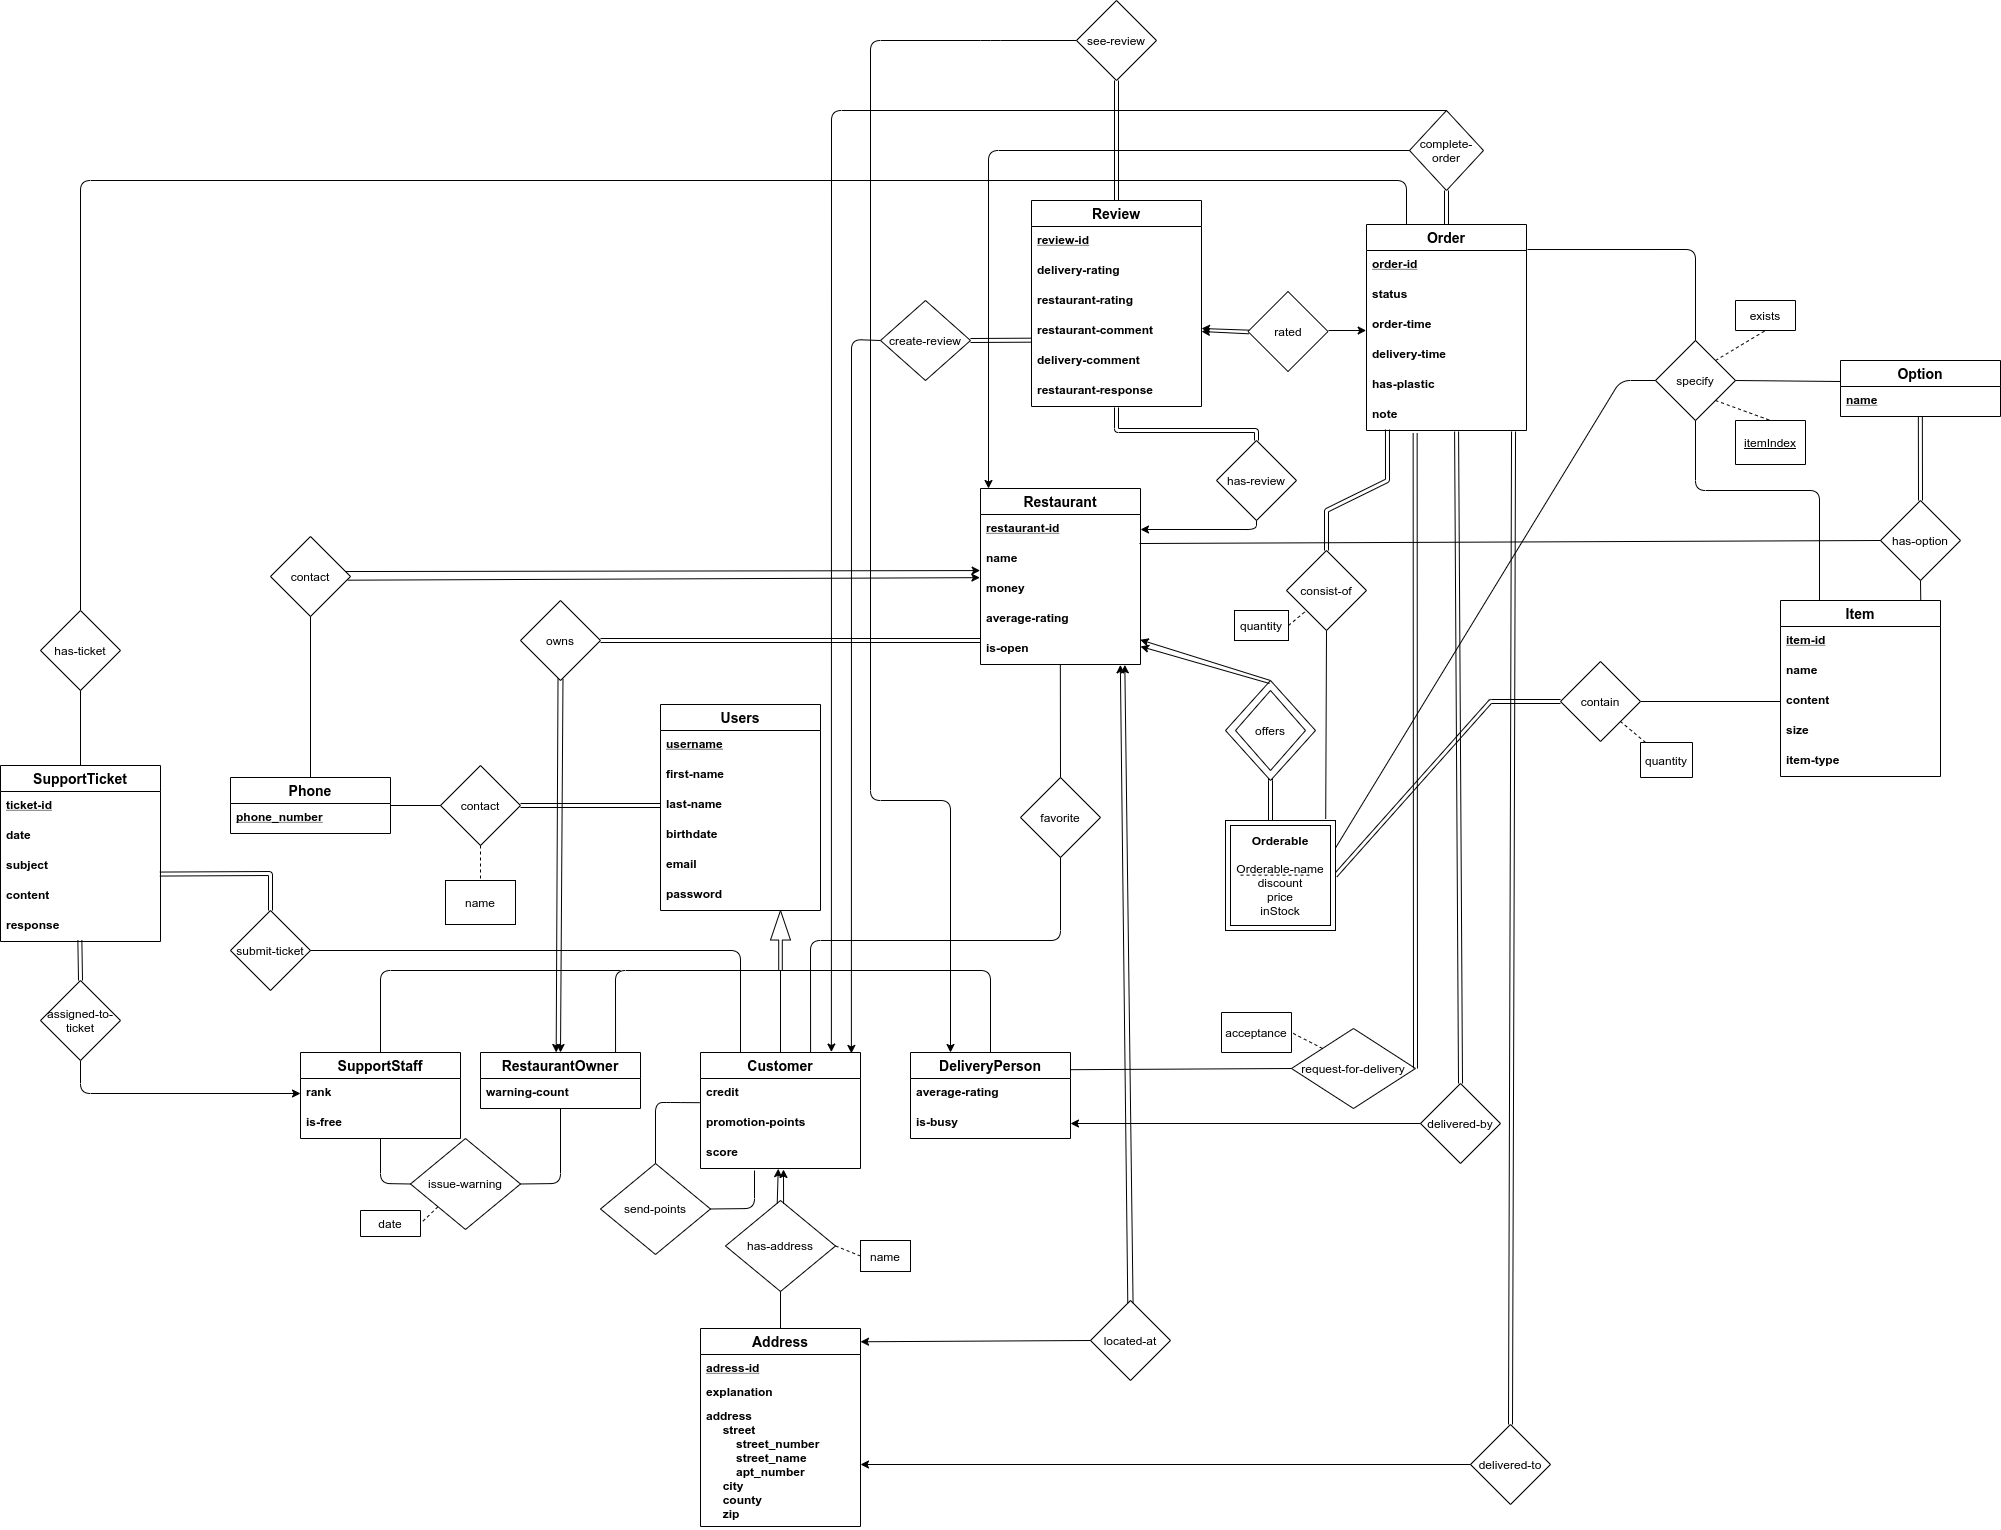 see-review
complete-
order
Review
review-id
delivery-rating
restaurant-rating
restaurant-comment
delivery-comment
restaurant-response
Order
order-id
status
order-time
delivery-time
has-plastic
note
create-review
rated
exists
specify
itemIndex
Option
name
has-review
Restaurant
restaurant-id
name
money
average-rating
is-open
has-option
contact
consist-of
quantity
owns
has-ticket
Item
item-id
name
content
size
item-type
contain
quantity
offers
Users
username
first-name
last-name
birthdate
email
password
SupportTicket
ticket-id
date
subject
content
response
Phone
phone_number
contact
name
favorite
Orderable
Orderable-name
discount
price
inStock
submit-ticket
assigned-to-
ticket
SupportStaff
rank
is-free
RestaurantOwner
warning-count
Customer
credit
promotion-points
score
DeliveryPerson
average-rating
is-busy
acceptance
request-for-delivery
delivered-by
issue-warning
date
send-points
has-address
name
Address
adress-id
explanation
address
street
street_number
street_name
apt_number
city
county
zip
located-at
delivered-to